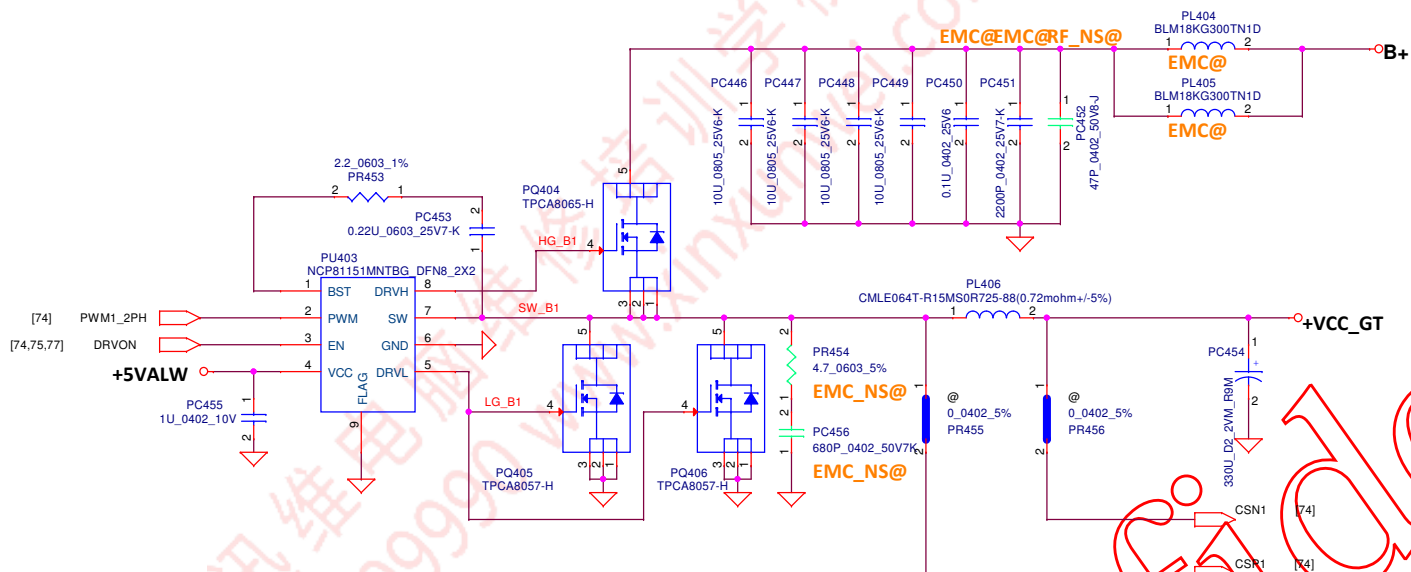 EMC@EMC@RF_NS@
PL404
BLM18KG300TN1D
1
2
EMC@
B+
PL405
BLM18KG300TN1D
1
2
EMC@
PC446
PC447
PC448
PC449
PC450
PC451
1
1
1
1
1
1
1
2
2
2
2
2
2
2
10U_0805_25V6-K
10U_0805_25V6-K
10U_0805_25V6-K
10U_0805_25V6-K
0.1U_0402_25V6
2200P_0402_25V7-K
PC452
47P_0402_50V8-J
2.2_0603_1%
PR453
2
1
PC453
0.22U_0603_25V7-K
2
1
PQ404
TPCA8065-H
5
4
3
2
1
HG_B1
PU403
NCP81151MNTBG_DFN8_2X2
1
BST
DRVH
8
[74]
PWM1_2PH
2
PWM
SW
7
SW_B1
[74,75,77]
DRVON
3
EN
GND
6
+5VALW
4
VCC
DRVL
5
FLAG
9
PC455
1U_0402_10V
1
2
LG_B1
PL406
CMLE064T-R15MS0R725-88(0.72mohm+/-5%)
1
2
+VCC_GT
5
4
3
2
1
PQ405
TPCA8057-H
5
4
3
2
1
PQ406
TPCA8057-H
2
PR454
4.7_0603_5%
1
EMC_NS@
2
PC456
680P_0402_50V7K
1
EMC_NS@
1
@
0_0402_5%
PR455
2
1
@
0_0402_5%
PR456
2
PC454
1
+
2
330U_D2_2VM_R9M
CSN1
[74]
CSP1
[74]